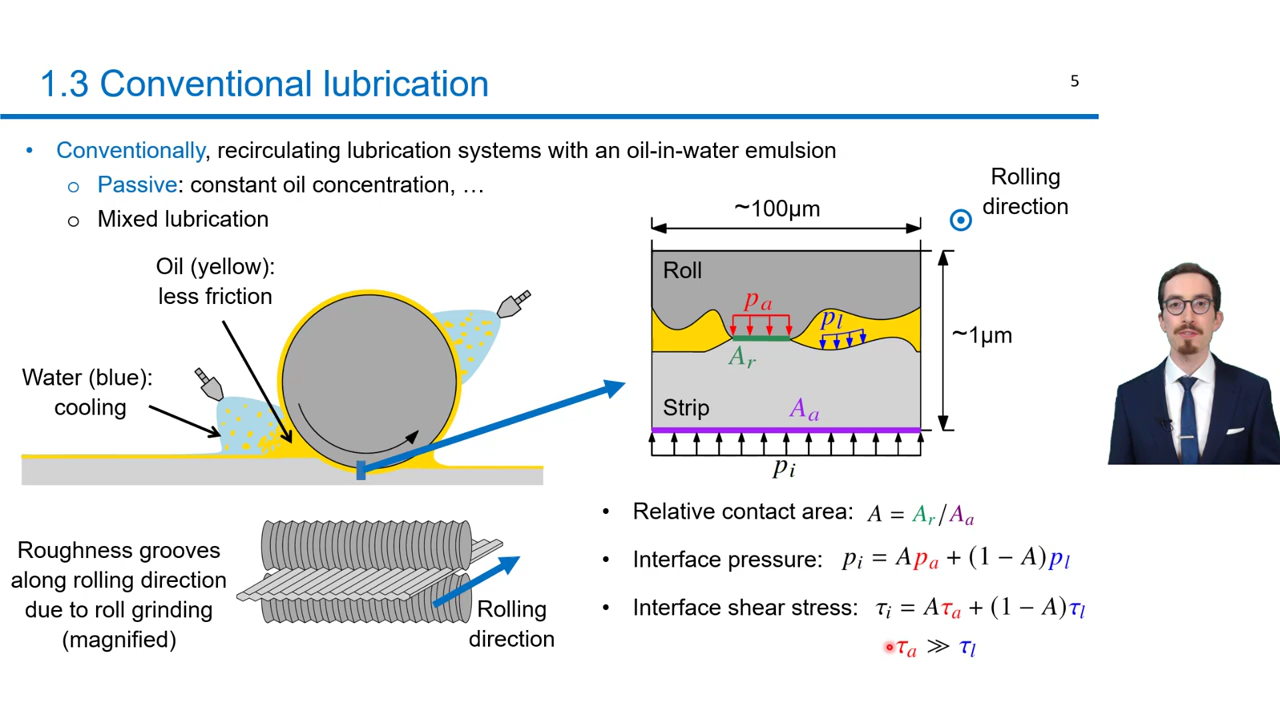 1.3 Conventional lubrication
5
• Conventionally, recirculating lubrication systems with an oil-in-water emulsion
o Passive: constant oil concentration, …
o Mixed lubrication
Oil (yellow):
less friction
Water (blue):
cooling
Roughness grooves
along rolling direction
due to roll grinding
(magnified)
Rolling
direction
~100µm
Rolling
direction
Roll
pₐ
pₗ
Aᵣ
~1µm
Strip
Aₐ
pᵢ
• Relative contact area: A = Aᵣ/Aₐ
• Interface pressure: pᵢ = Apₐ + (1 − A)pₗ
• Interface shear stress: τᵢ = Aτₐ + (1 − A)τₗ
τₐ ≫ τₗ